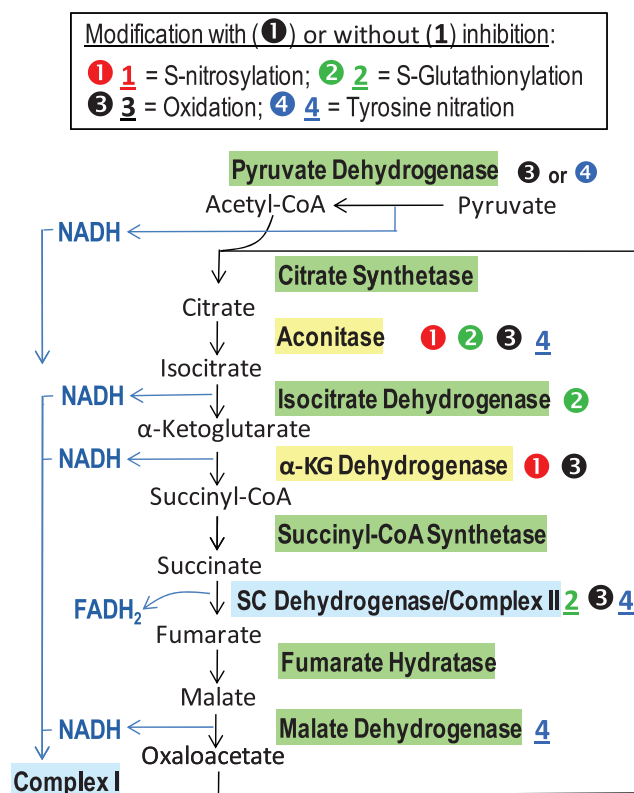 Modification with (❶) or without (1) inhibition:
❶ 1 = S-nitrosylation; ❷ 2 = S-Glutathionylation
❸ 3 = Oxidation; ❹ 4 = Tyrosine nitration
Pyruvate Dehydrogenase ❸ or ❹
Acetyl-CoA Pyruvate
NADH
Citrate Synthetase
Citrate
Aconitase ❶ ❷ ❸ 4
Isocitrate
NADH Isocitrate Dehydrogenase ❷
α-Ketoglutarate
NADH α-KG Dehydrogenase ❶ ❸
Succinyl-CoA
Succinyl-CoA Synthetase
Succinate
FADH₂ SC Dehydrogenase/Complex II 2 ❸ 4
Fumarate
Fumarate Hydratase
Malate
NADH Malate Dehydrogenase 4
Oxaloacetate
Complex I